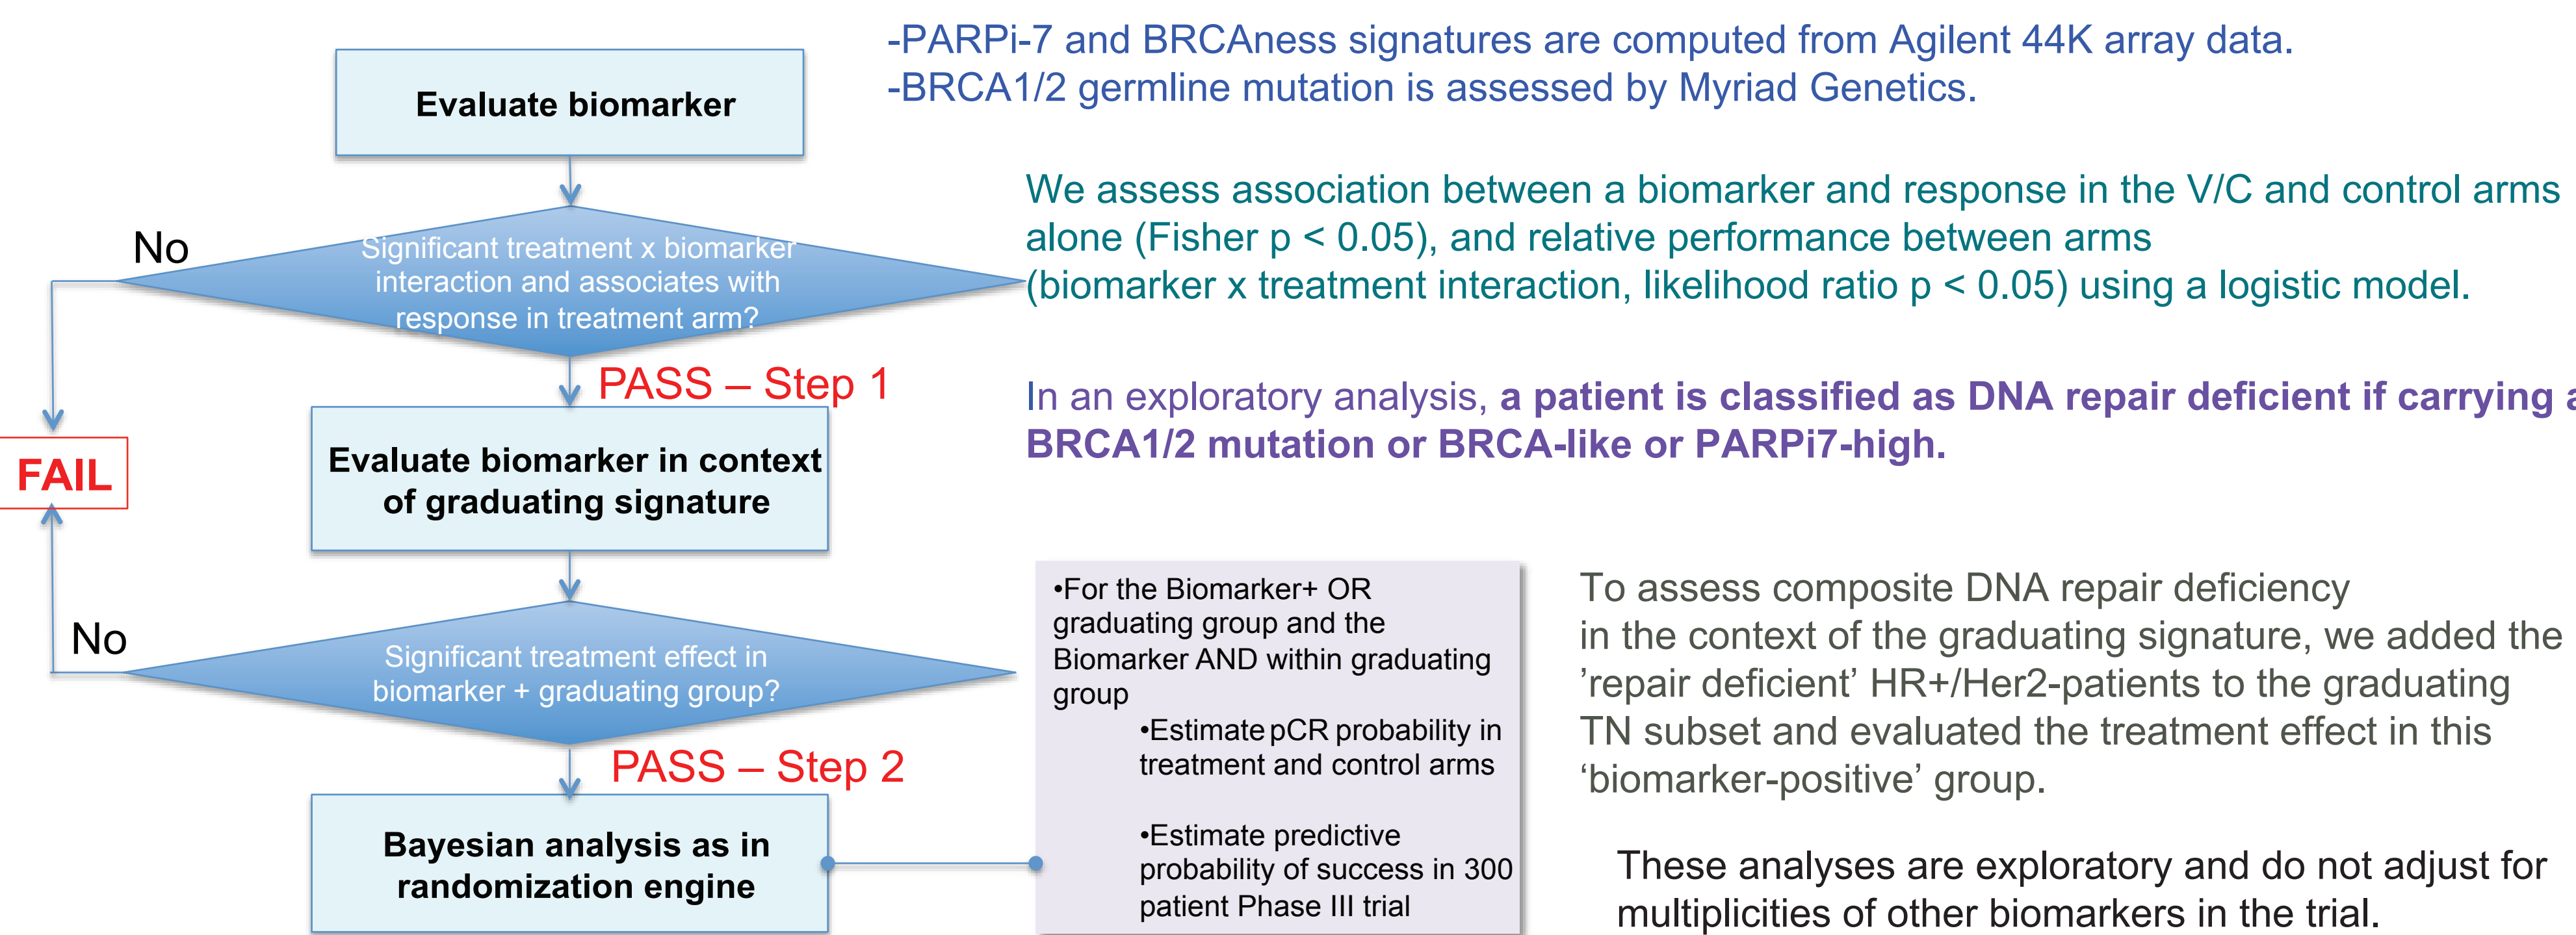 -PARPi-7 and BRCAness signatures are computed from Agilent 44K array data.
-BRCA1/2 germline mutation is assessed by Myriad Genetics.
Evaluate biomarker
We assess association between a biomarker and response in the V/C and control arms
alone (Fisher p < 0.05), and relative performance between arms
(biomarker x treatment interaction, likelihood ratio p < 0.05) using a logistic model.
No
Significant treatment x biomarker
interaction and associates with
response in treatment arm?
PASS – Step 1
In an exploratory analysis, a patient is classified as DNA repair deficient if carrying a
BRCA1/2 mutation or BRCA-like or PARPi7-high.
FAIL
Evaluate biomarker in context
of graduating signature
No
Significant treatment effect in
biomarker + graduating group?
PASS – Step 2
Bayesian analysis as in
randomization engine
•For the Biomarker+ OR
graduating group and the
Biomarker AND within graduating
group
•Estimate pCR probability in
treatment and control arms
•Estimate predictive
probability of success in 300
patient Phase III trial
To assess composite DNA repair deficiency
in the context of the graduating signature, we added the
’repair deficient’ HR+/Her2-patients to the graduating
TN subset and evaluated the treatment effect in this
‘biomarker-positive’ group.
These analyses are exploratory and do not adjust for
multiplicities of other biomarkers in the trial.